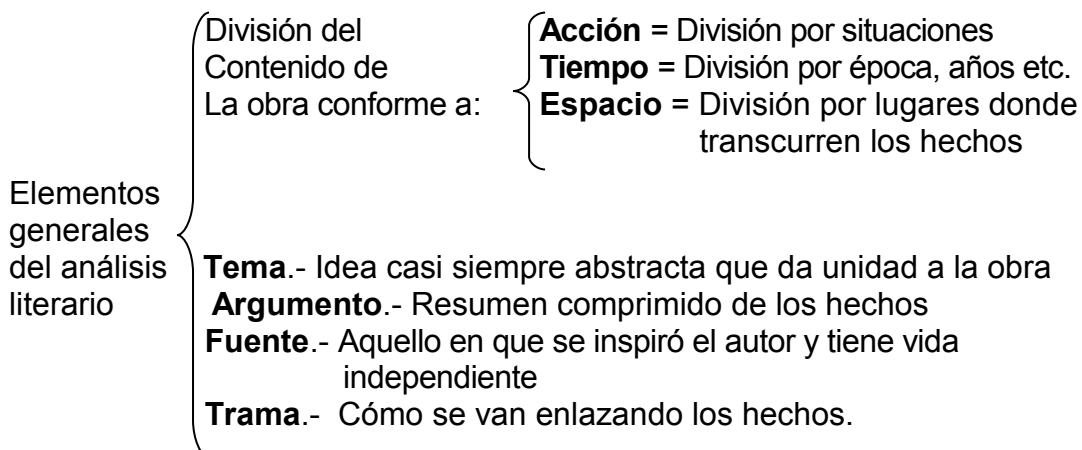 Elementos
generales
del análisis
literario
División del
Contenido de
La obra conforme a:
Acción = División por situaciones
Tiempo = División por época, años etc.
Espacio = División por lugares donde
transcurren los hechos
Tema.- Idea casi siempre abstracta que da unidad a la obra
Argumento.- Resumen comprimido de los hechos
Fuente.- Aquello en que se inspiró el autor y tiene vida
independiente
Trama.- Cómo se van enlazando los hechos.